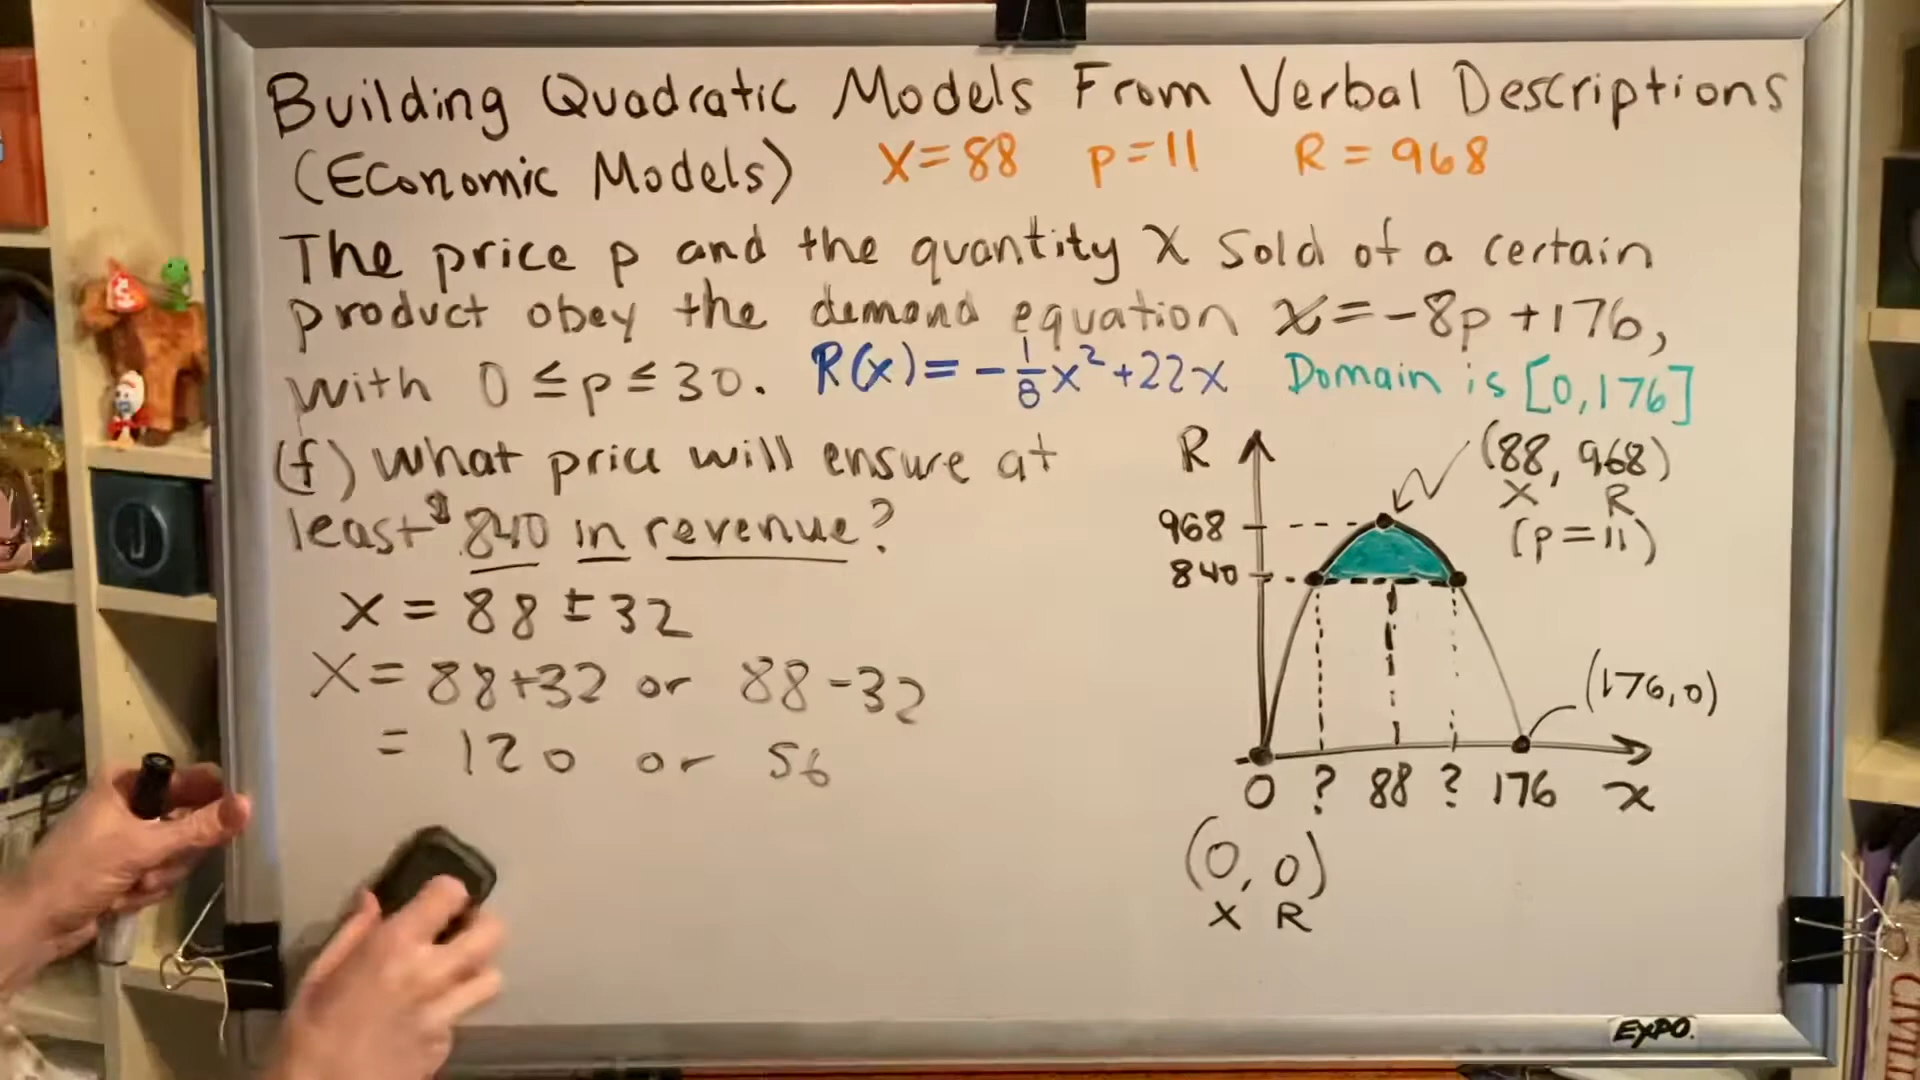 Building Quadratic Models From Verbal Descriptions
(Economic Models) X=88 p=11 R=968
The price p and the quantity x sold of a certain
product obey the demand equation x=-8p+176,
with 0≤p≤30. R(x)=-1/8x²+22x Domain is [0,176]
(f) What price will ensure at
least $840 in revenue?
x=88±32
X=88+32 or 88-32
= 120 or 56
R
(88, 968)
X R
(p=11)
968
840
(176,0)
0 ? 88 ? 176 x
(0, 0)
X R
EXPO
CIVIL